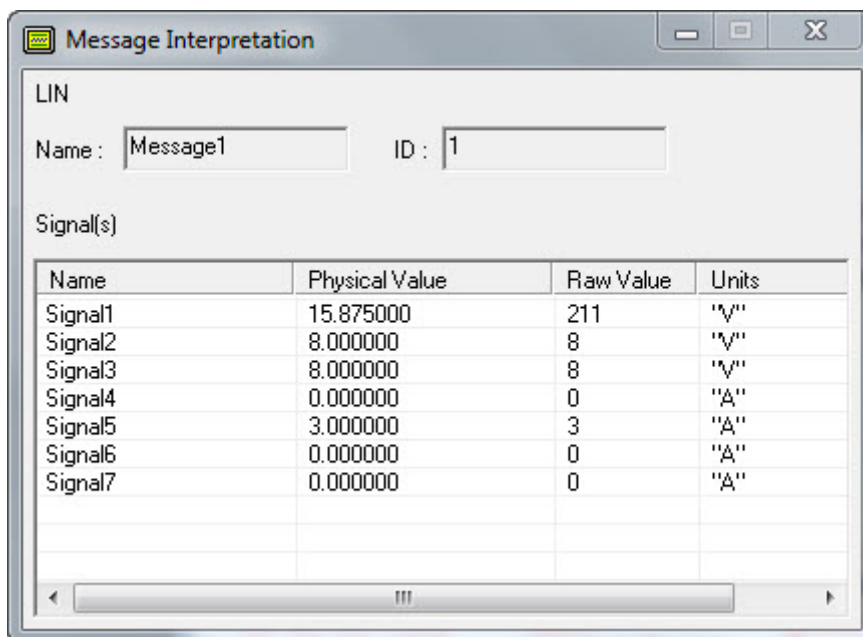 Message Interpretation
LIN
Name : Message1 ID : 1
Signal(s)
Name Physical Value Raw Value Units
Signal1 15.875000 211 "V"
Signal2 8.000000 8 "V"
Signal3 8.000000 8 "V"
Signal4 0.000000 0 "A"
Signal5 3.000000 3 "A"
Signal6 0.000000 0 "A"
Signal7 0.000000 0 "A"